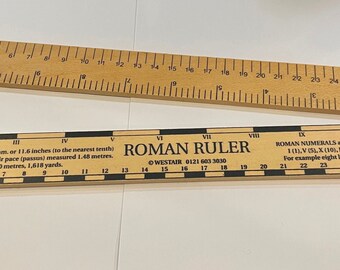 6 7 8 9 10 11 12 13 14 15 16 17 18 19 20 21 22 23 24
III IV V VI VII VIII IX
m. or 11.6 inches (to the nearest tenth)
pace (passus) measured 1.48 metres.
yards, 1,618 yards.
ROMAN RULER
© WESTAIR 0121 603 3030
ROMAN NUMERALS
I (1), V (5), X (10),
For example eight
7 8 9 10 11 12 13 14 15 16 17 18 19 20 21 22 23